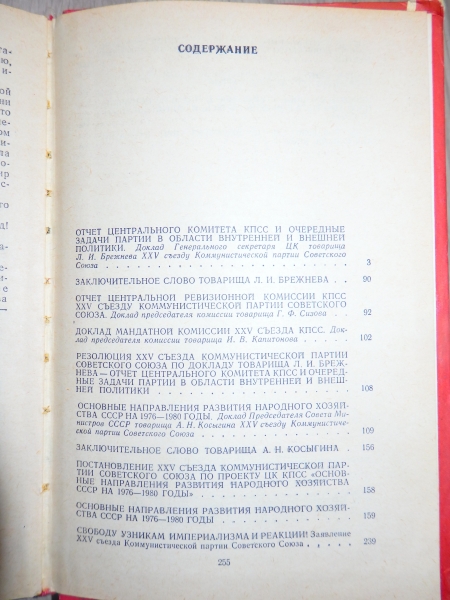 СОДЕРЖАНИЕ
ОТЧЕТ ЦЕНТРАЛЬНОГО КОМИТЕТА КПСС И ОЧЕРЕДНЫЕ
ЗАДАЧИ ПАРТИИ В ОБЛАСТИ ВНУТРЕННЕЙ И ВНЕШНЕЙ
ПОЛИТИКИ. Доклад Генерального секретаря ЦК товарища
Л. И. Брежнева XXV съезду Коммунистической партии Советского
Союза . . . . . . . . . . . . . . . . 3
ЗАКЛЮЧИТЕЛЬНОЕ СЛОВО ТОВАРИЩА Л. И. БРЕЖНЕВА . . 90
ОТЧЕТ ЦЕНТРАЛЬНОЙ РЕВИЗИОННОЙ КОМИССИИ КПСС
XXV СЪЕЗДУ КОММУНИСТИЧЕСКОЙ ПАРТИИ СОВЕТСКОГО
СОЮЗА. Доклад председателя комиссии товарища Г. Ф. Сизова . . 92
ДОКЛАД МАНДАТНОЙ КОМИССИИ XXV СЪЕЗДА КПСС. Док-
лад председателя комиссии товарища И. В. Капитонова . . . 102
РЕЗОЛЮЦИЯ XXV СЪЕЗДА КОММУНИСТИЧЕСКОЙ ПАРТИИ
СОВЕТСКОГО СОЮЗА ПО ДОКЛАДУ ТОВАРИЩА Л. И. БРЕЖ-
НЕВА — ОТЧЕТ ЦЕНТРАЛЬНОГО КОМИТЕТА КПСС И ОЧЕРЕД-
НЫЕ ЗАДАЧИ ПАРТИИ В ОБЛАСТИ ВНУТРЕННЕЙ И ВНЕШ-
НЕЙ ПОЛИТИКИ . . . . . . . . . . . . . 108
ОСНОВНЫЕ НАПРАВЛЕНИЯ РАЗВИТИЯ НАРОДНОГО ХОЗЯЙ-
СТВА СССР НА 1976—1980 ГОДЫ. Доклад Председателя Совета Ми-
нистров СССР товарища А. Н. Косыгина XXV съезду Коммунистиче-
ской партии Советского Союза . . . . . . . . . . 109
ЗАКЛЮЧИТЕЛЬНОЕ СЛОВО ТОВАРИЩА А. Н. КОСЫГИНА . . 156
ПОСТАНОВЛЕНИЕ XXV СЪЕЗДА КОММУНИСТИЧЕСКОЙ ПАР-
ТИИ СОВЕТСКОГО СОЮЗА ПО ПРОЕКТУ ЦК КПСС «ОСНОВ-
НЫЕ НАПРАВЛЕНИЯ РАЗВИТИЯ НАРОДНОГО ХОЗЯЙСТВА
СССР НА 1976—1980 ГОДЫ» . . . . . . . . . . 158
ОСНОВНЫЕ НАПРАВЛЕНИЯ РАЗВИТИЯ НАРОДНОГО ХОЗЯЙ-
СТВА СССР НА 1976—1980 ГОДЫ . . . . . . . . . 159
СВОБОДУ УЗНИКАМ ИМПЕРИАЛИЗМА И РЕАКЦИИ! Заявление
XXV съезда Коммунистической партии Советского Союза . . . . 239
255